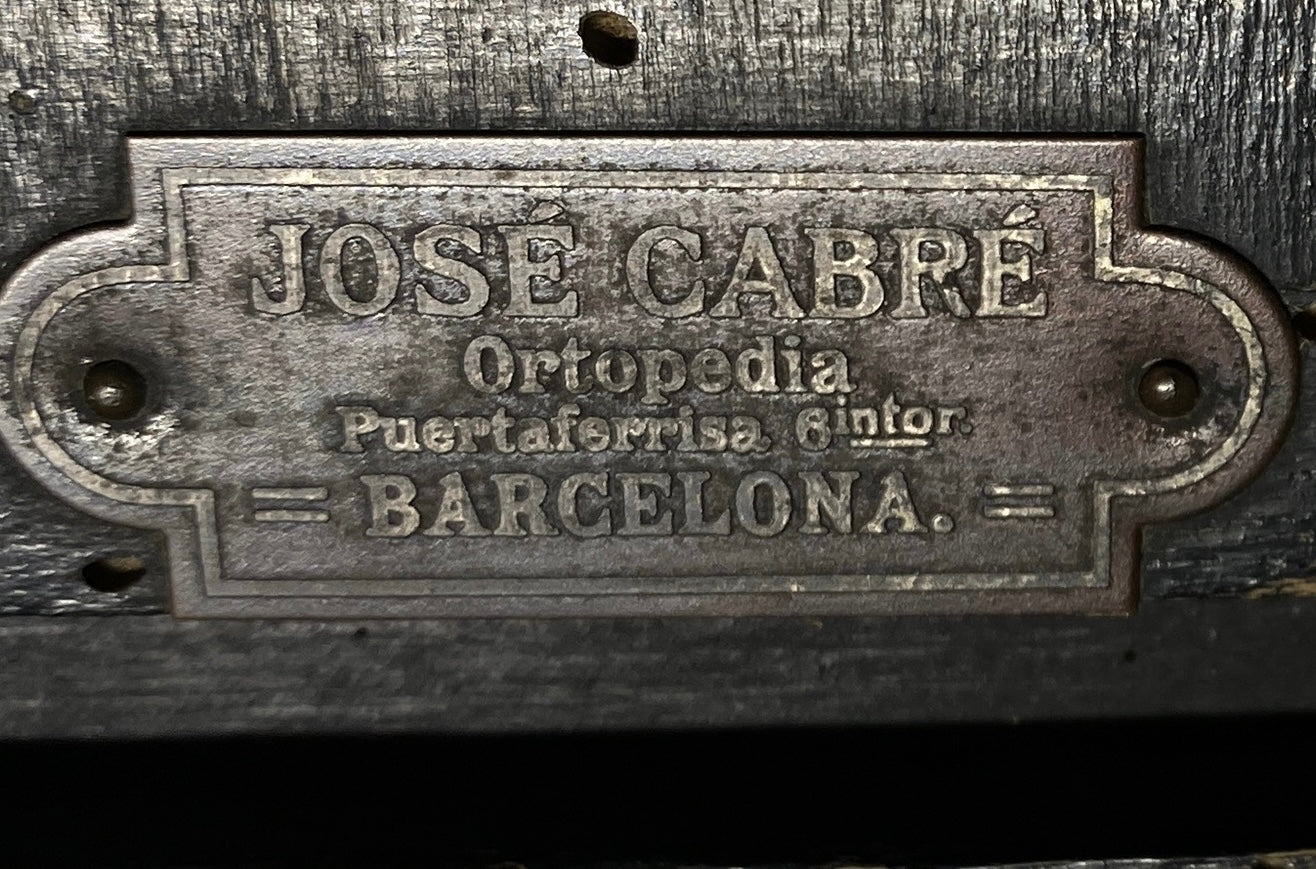 JOSÉ CABRÉ
Ortopedia
Puertaferrisa 6 intor.
= BARCELONA. =